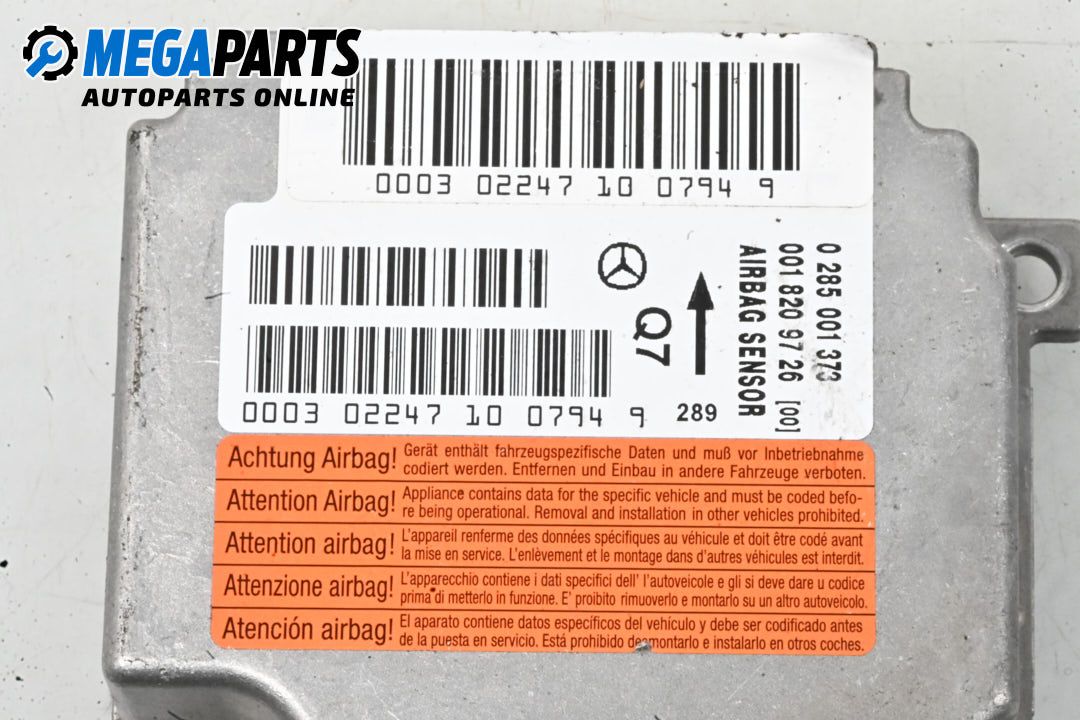 MEGAPARTS
AUTOPARTS ONLINE
0003 02247 10 0794 9
0 285 001 373
001 820 97 26 [00]
AIRBAG SENSOR
Q7
289
0003 02247 10 0794 9
Achtung Airbag! Gerät enthält fahrzeugspezifische Daten und muß vor Inbetriebnahme
codiert werden. Entfernen und Einbau in andere Fahrzeuge verboten.
Attention Airbag! Appliance contains data for the specific vehicle and must be coded befo-
re being operational. Removal and installation in other vehicles prohibited.
Attention airbag! L'appareil renferme des données spécifiques au véhicule et doit être codé avant
la mise en service. L'enlèvement et le montage dans d'autres véhicules est interdit.
Attenzione airbag! L'apparecchio contiene i dati specifici dell' l'autoveicole e gli si deve dare u codice
prima di metterlo in funzione. E' proibito rimuoverlo e montarlo su un altro autoveicolo.
Atención airbag! El aparato contiene datos específicos del vehículo y debe ser codificado antes
de la puesta en servicio. Está prohibido desmontarlo e instalarlo en otros coches.